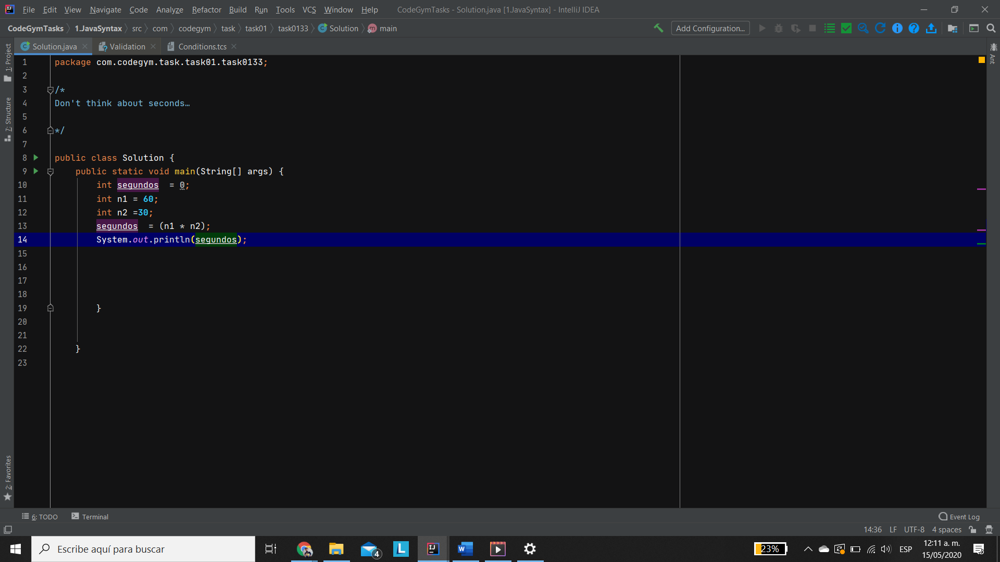 File Edit View Navigate Code Analyze Refactor Build Run Tools VCS Window Help CodeGymTasks - Solution.java [1.JavaSyntax] - IntelliJ IDEA
CodeGymTasks 1.JavaSyntax src com codegym task task01 task0133 Solution main Add Configuration...
Solution.java Validation Conditions.tcs
1: Project
7: Structure
2: Favorites
Ant
1 package com.codegym.task.task01.task0133;
2
3 /*
4 Don't think about seconds…
5
6 */
7
8 public class Solution {
9 public static void main(String[] args) {
10 int segundos  = 0;
11 int n1 = 60;
12 int n2 =30;
13 segundos  = (n1 * n2);
14 System.out.println(segundos);
15
16
17
18
19 }
20
21
22 }
23
6: TODO Terminal Event Log
14:36 LF UTF-8 4 spaces
Escribe aquí para buscar 4 L IJ W 23% ESP 12:11 a. m.
15/05/2020